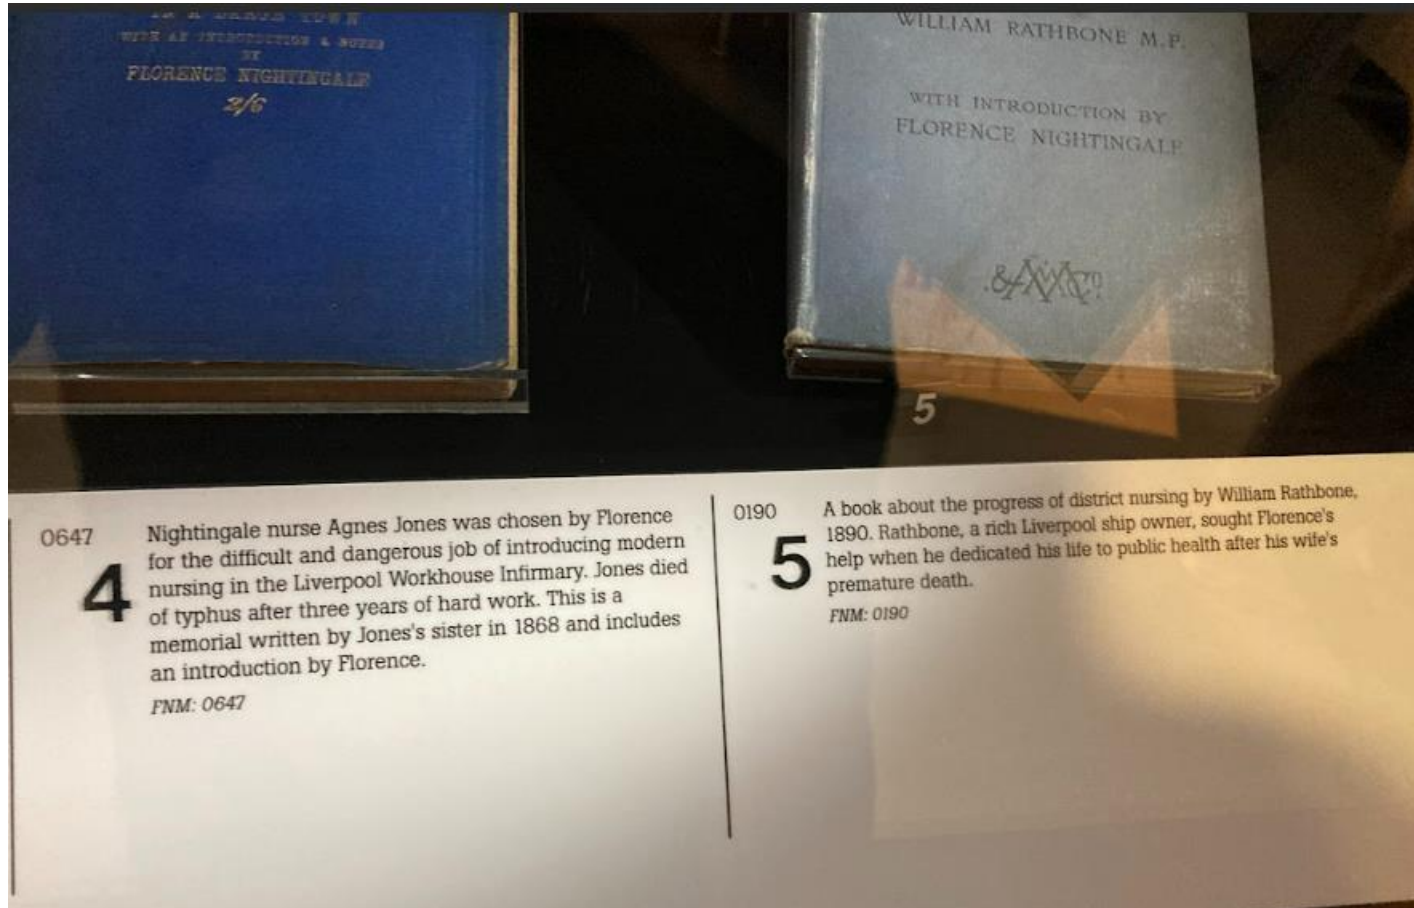 WITH AN INTRODUCTION & NOTES
BY
FLORENCE NIGHTINGALE
2/6
WILLIAM RATHBONE M.P.
WITH INTRODUCTION BY
FLORENCE NIGHTINGALE
5
0647
4
Nightingale nurse Agnes Jones was chosen by Florence
for the difficult and dangerous job of introducing modern
nursing in the Liverpool Workhouse Infirmary. Jones died
of typhus after three years of hard work. This is a
memorial written by Jones's sister in 1868 and includes
an introduction by Florence.
FNM: 0647
0190
5
A book about the progress of district nursing by William Rathbone,
1890. Rathbone, a rich Liverpool ship owner, sought Florence's
help when he dedicated his life to public health after his wife's
premature death.
FNM: 0190